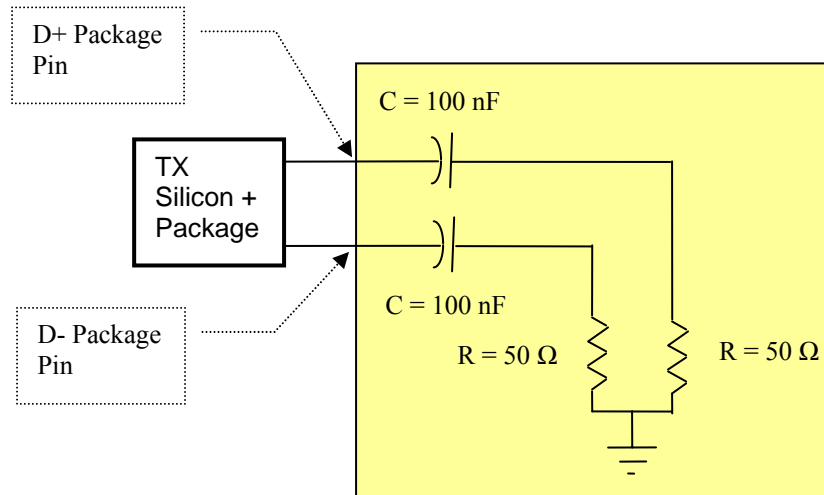 D+ Package
Pin
C = 100 nF
TX
Silicon +
Package
C = 100 nF
D- Package
Pin
R = 50 Ω
R = 50 Ω